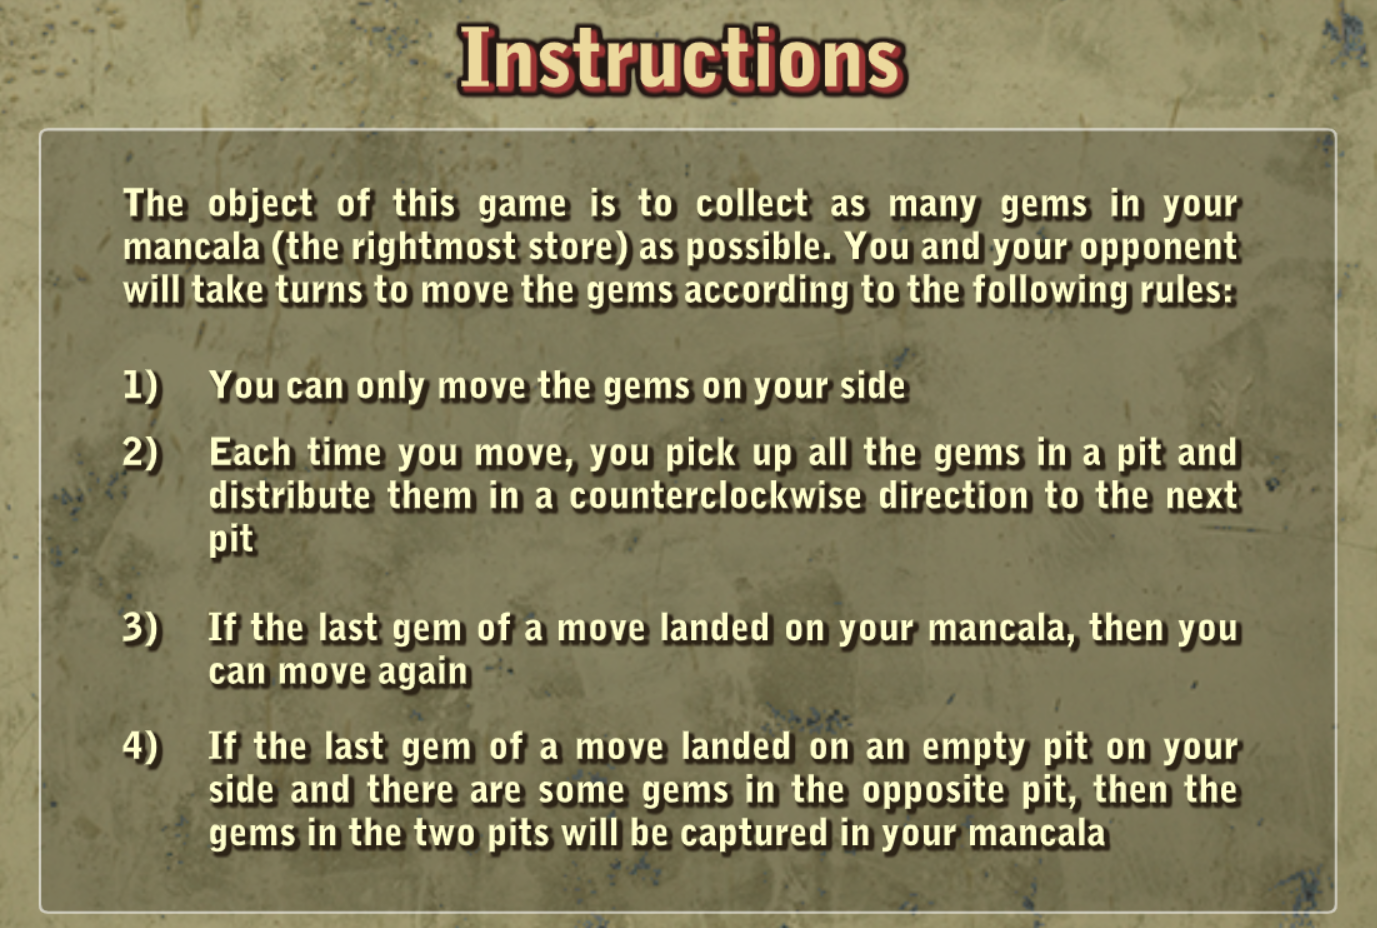 Instructions
The object of this game is to collect as many gems in your
mancala (the rightmost store) as possible. You and your opponent
will take turns to move the gems according to the following rules:
1) You can only move the gems on your side
2) Each time you move, you pick up all the gems in a pit and
distribute them in a counterclockwise direction to the next
pit
3) If the last gem of a move landed on your mancala, then you
can move again
4) If the last gem of a move landed on an empty pit on your
side and there are some gems in the opposite pit, then the
gems in the two pits will be captured in your mancala